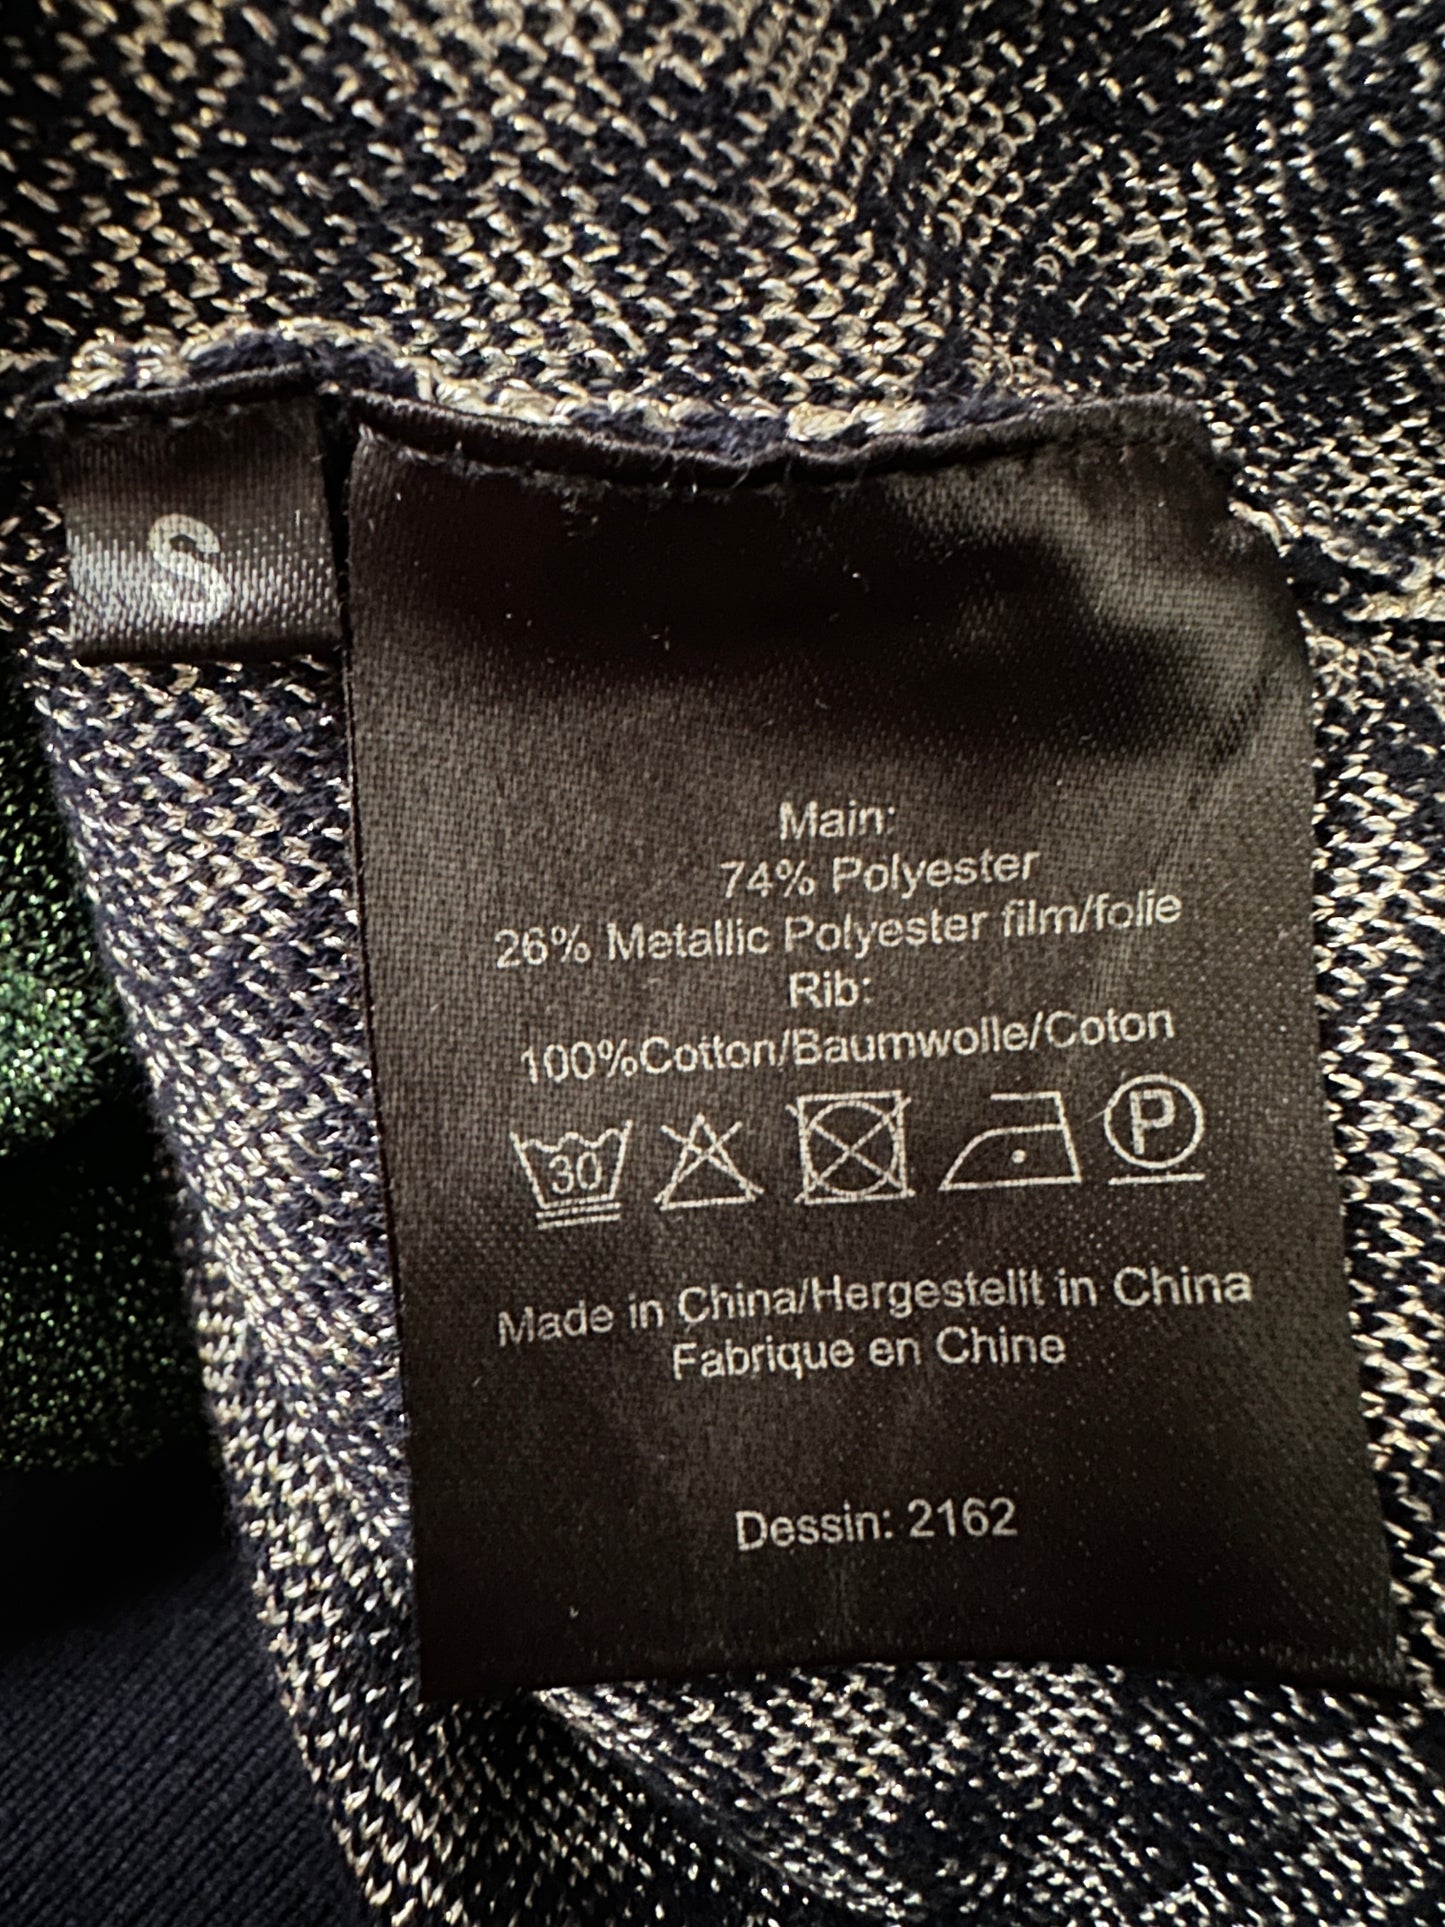 S
Main:
74% Polyester
26% Metallic Polyester film/folie
Rib:
100%Cotton/Baumwolle/Coton
30
P
Made in China/Hergestellt in China
Fabrique en Chine
Dessin: 2162